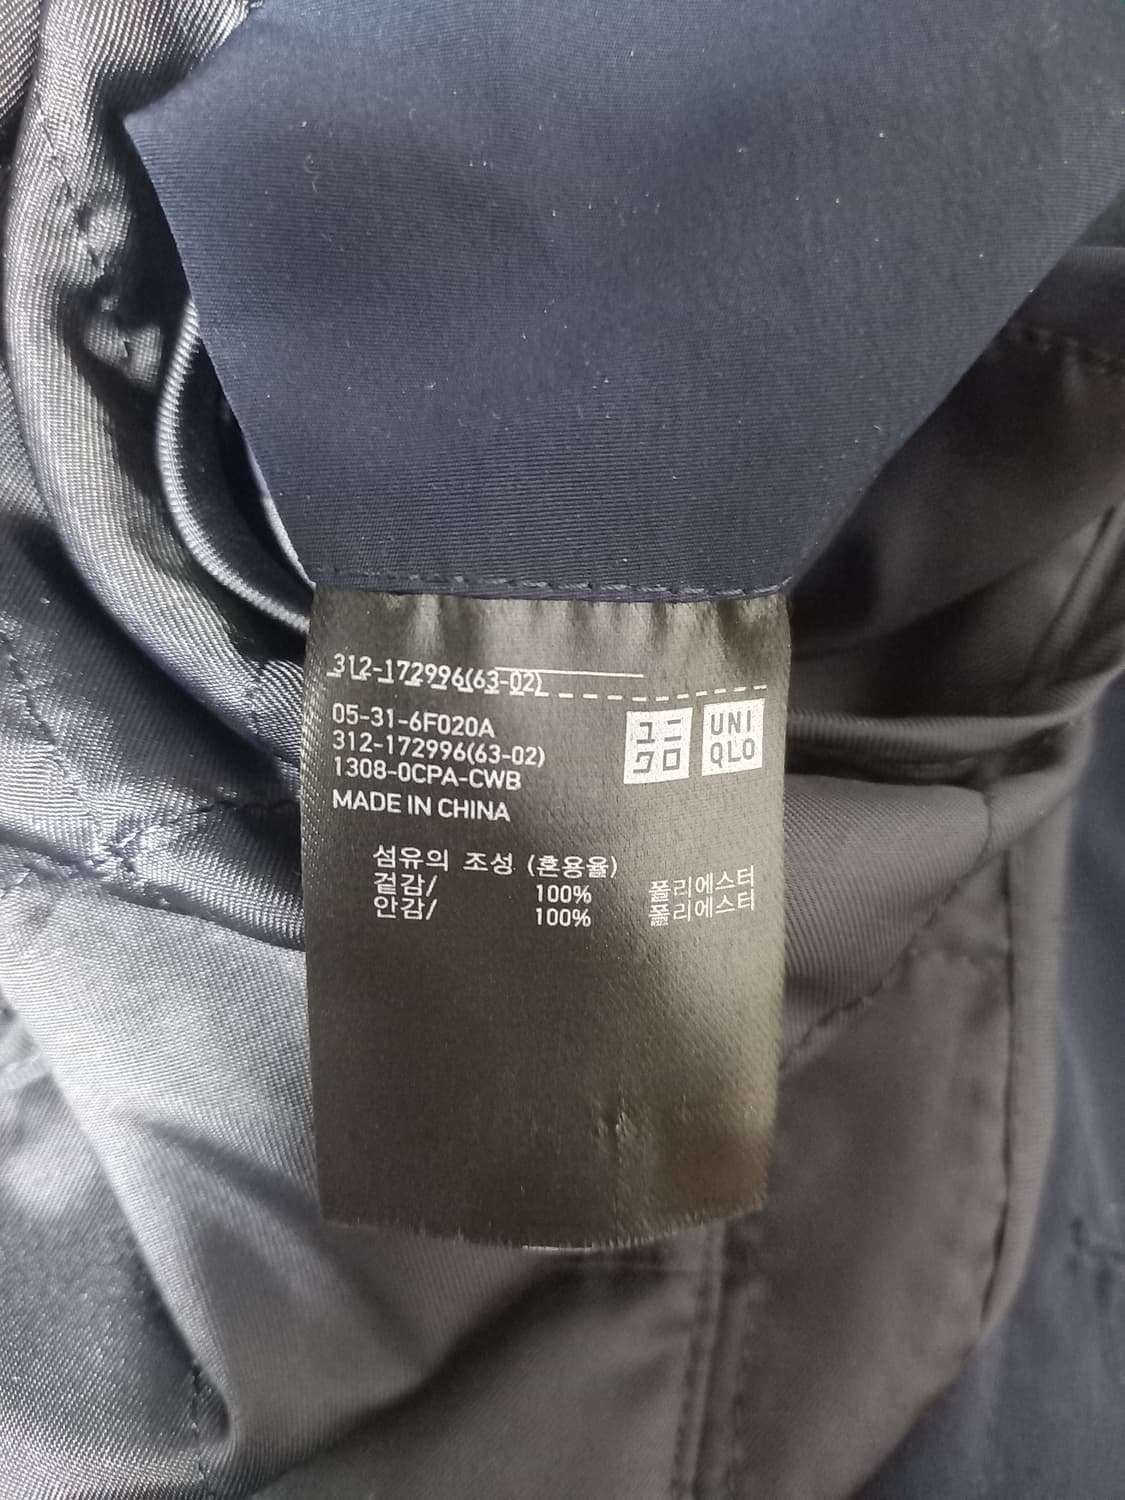 312-172996(63-02)
05-31-6F020A
312-172996(63-02)
1308-0CPA-CWB
MADE IN CHINA
ユニ
クロ
UNI
QLO
섬유의 조성 (혼용율)
겉감/ 100% 폴리에스터
안감/ 100% 폴리에스터